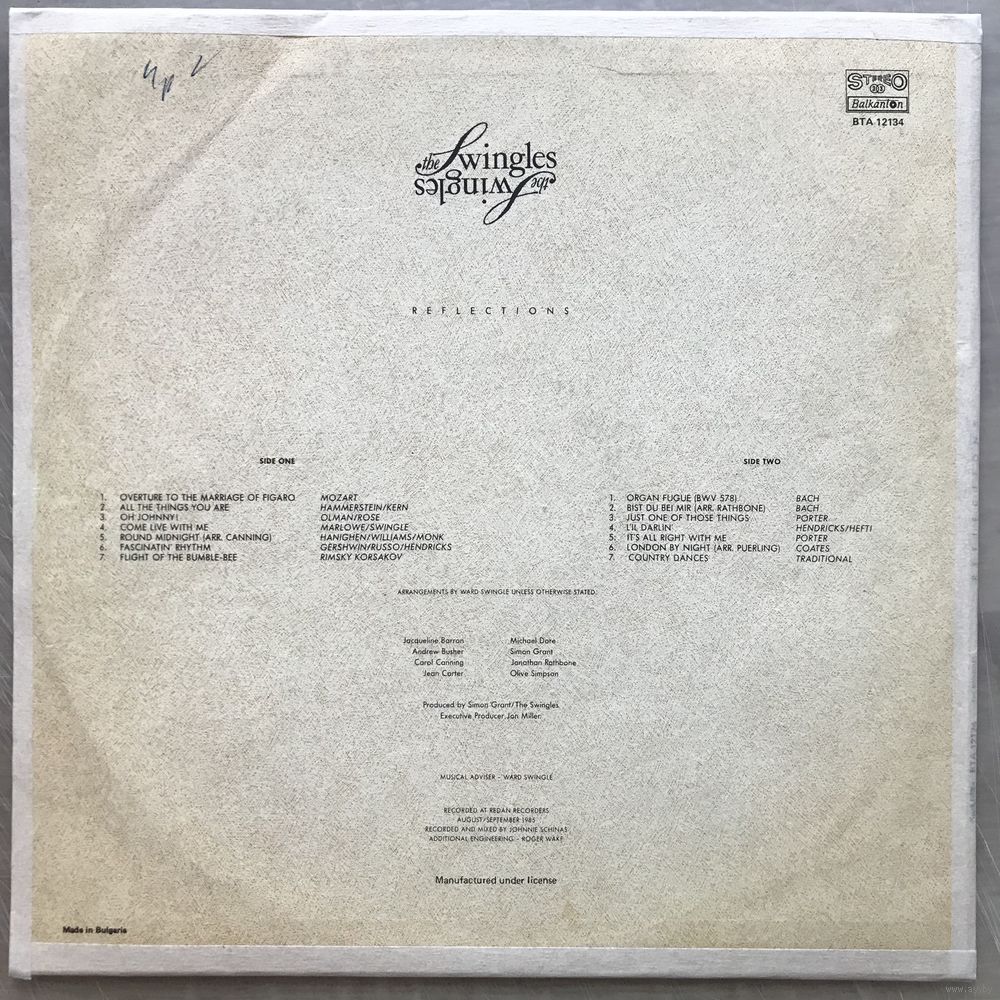 STEREO
33
Balkanton
BTA 12134
the Swingles
the Swingles
REFLECTIONS
SIDE ONE
1. OVERTURE TO THE MARRIAGE OF FIGARO MOZART
2. ALL THE THINGS YOU ARE HAMMERSTEIN/KERN
3. OH JOHNNY! OLMAN/ROSE
4. COME LIVE WITH ME MARLOWE/SWINGLE
5. ROUND MIDNIGHT (ARR. CANNING) HANIGHEN/WILLIAMS/MONK
6. FASCINATIN' RHYTHM GERSHWIN/RUSSO/HENDRICKS
7. FLIGHT OF THE BUMBLE-BEE RIMSKY KORSAKOV
SIDE TWO
1. ORGAN FUGUE (BWV 578) BACH
2. BIST DU BEI MIR (ARR. RATHBONE) BACH
3. JUST ONE OF THOSE THINGS PORTER
4. L'IL DARLIN' HENDRICKS/HEFTI
5. IT'S ALL RIGHT WITH ME PORTER
6. LONDON BY NIGHT (ARR. PUERLING) COATES
7. COUNTRY DANCES TRADITIONAL
ARRANGEMENTS BY WARD SWINGLE UNLESS OTHERWISE STATED.
Jacqueline Barron Michael Dore
Andrew Busher Simon Grant
Carol Canning Jonathan Rathbone
Jean Carter Olive Simpson
Produced by Simon Grant/The Swingles.
Executive Producer Jon Miller.
MUSICAL ADVISER - WARD SWINGLE
RECORDED AT REDAN RECORDERS
AUGUST/SEPTEMBER 1985
RECORDED AND MIXED BY JOHNNIE SCHINAS
ADDITIONAL ENGINEERING - ROGER WAKE
Manufactured under license
Made in Bulgaria